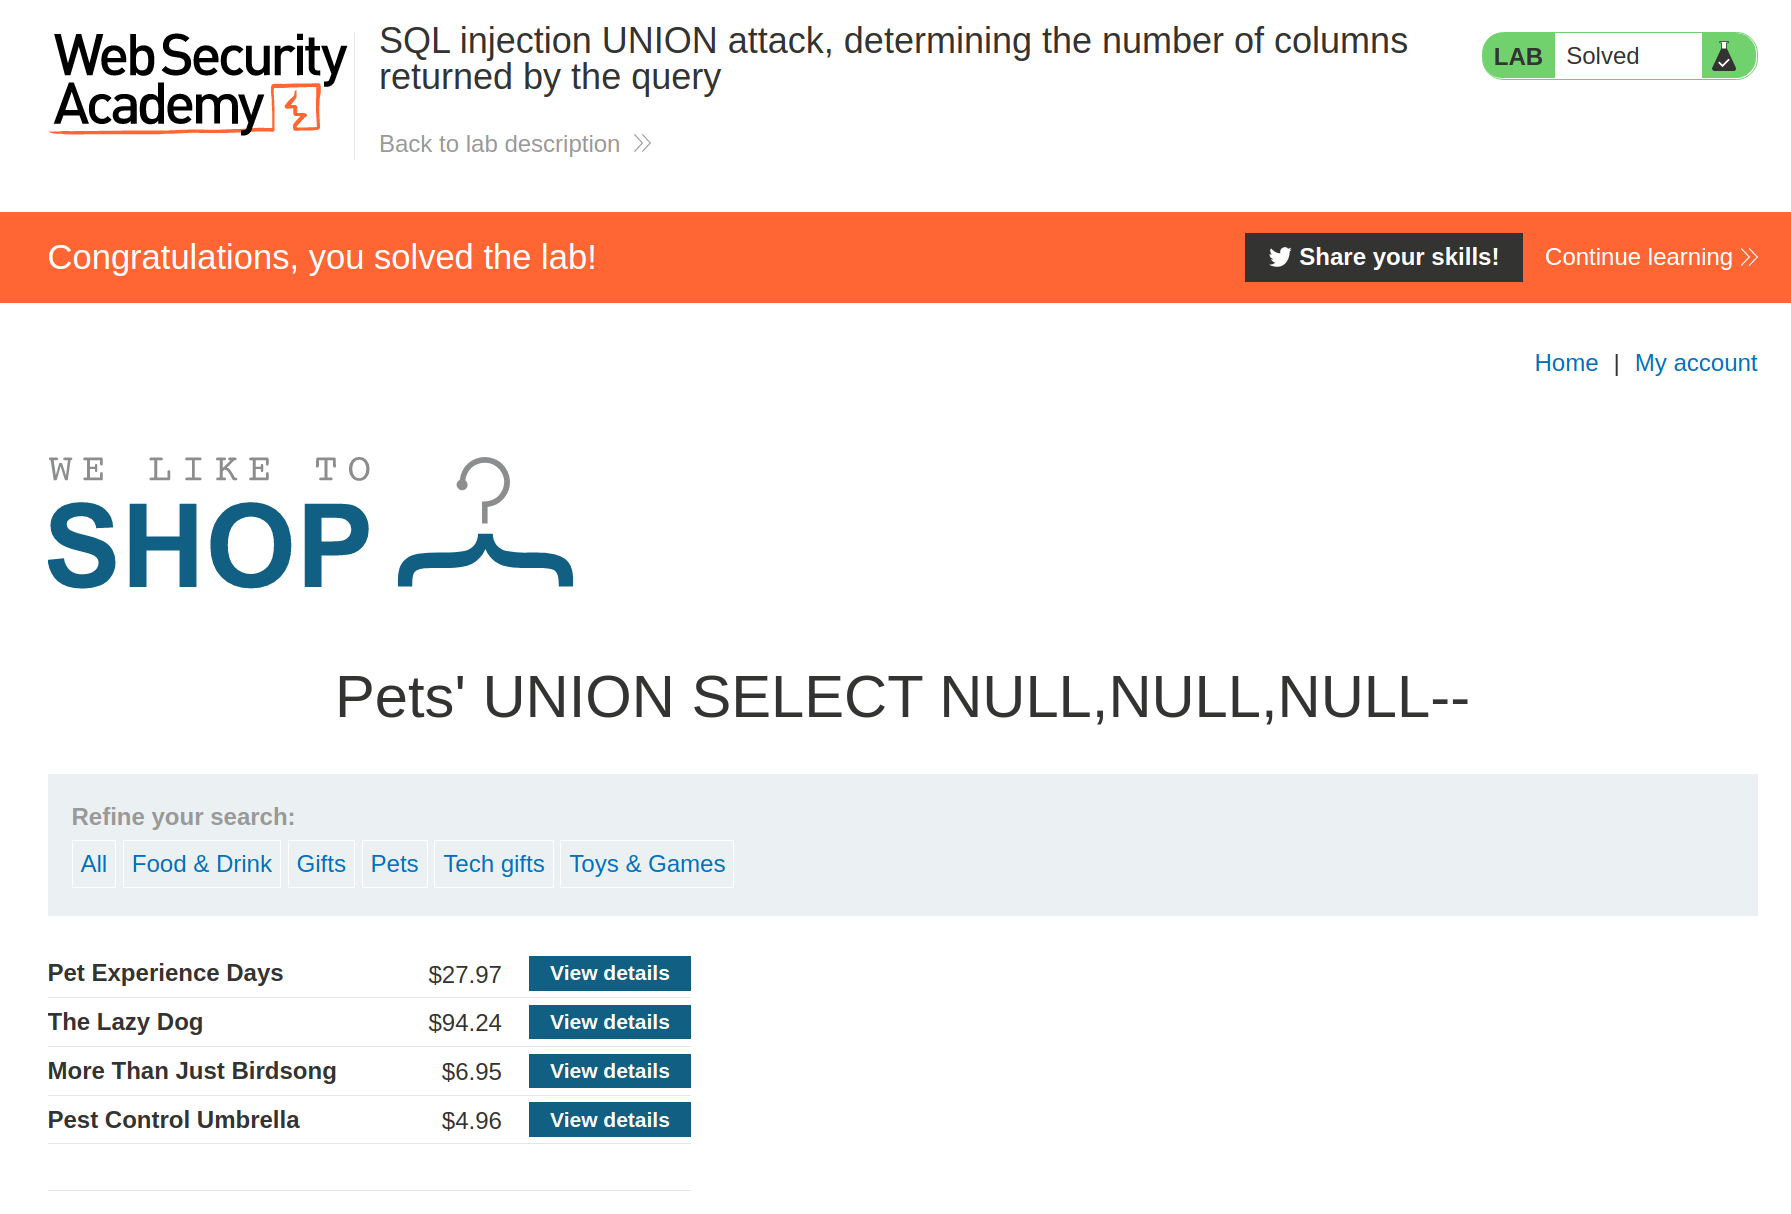 Web Security
Academy
SQL injection UNION attack, determining the number of columns
returned by the query
Back to lab description
LAB Solved
Congratulations, you solved the lab!
Share your skills! Continue learning
Home | My account
WE LIKE TO
SHOP
Pets' UNION SELECT NULL,NULL,NULL--
Refine your search:
All Food & Drink Gifts Pets Tech gifts Toys & Games
Pet Experience Days $27.97 View details
The Lazy Dog $94.24 View details
More Than Just Birdsong $6.95 View details
Pest Control Umbrella $4.96 View details